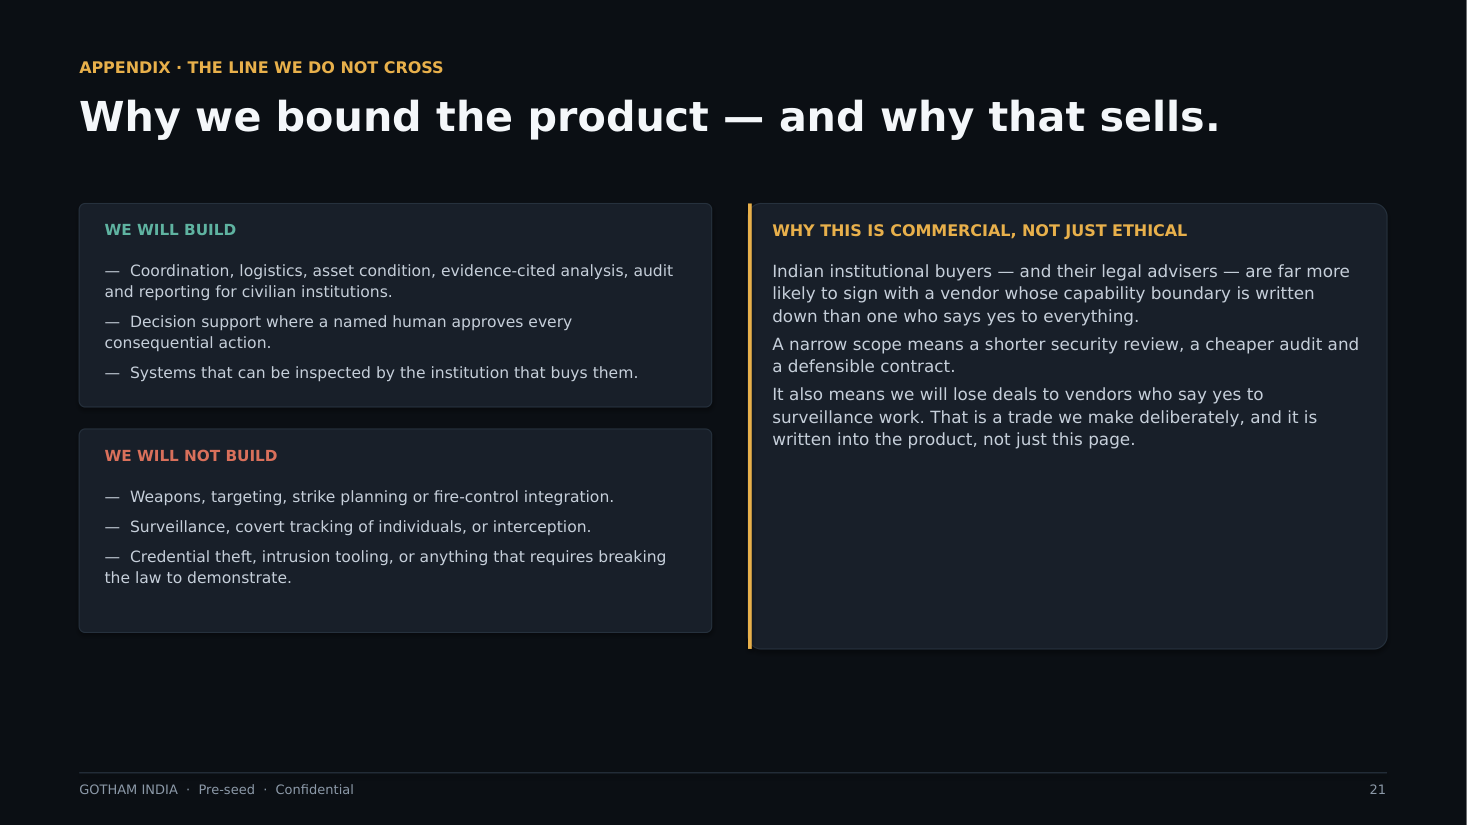 APPENDIX · THE LINE WE DO NOT CROSS
Why we bound the product — and why that sells.
WE WILL BUILD
— Coordination, logistics, asset condition, evidence-cited analysis, audit
and reporting for civilian institutions.
— Decision support where a named human approves every
consequential action.
— Systems that can be inspected by the institution that buys them.
WE WILL NOT BUILD
— Weapons, targeting, strike planning or fire-control integration.
— Surveillance, covert tracking of individuals, or interception.
— Credential theft, intrusion tooling, or anything that requires breaking
the law to demonstrate.
WHY THIS IS COMMERCIAL, NOT JUST ETHICAL
Indian institutional buyers — and their legal advisers — are far more
likely to sign with a vendor whose capability boundary is written
down than one who says yes to everything.
A narrow scope means a shorter security review, a cheaper audit and
a defensible contract.
It also means we will lose deals to vendors who say yes to
surveillance work. That is a trade we make deliberately, and it is
written into the product, not just this page.
GOTHAM INDIA · Pre-seed · Confidential
21